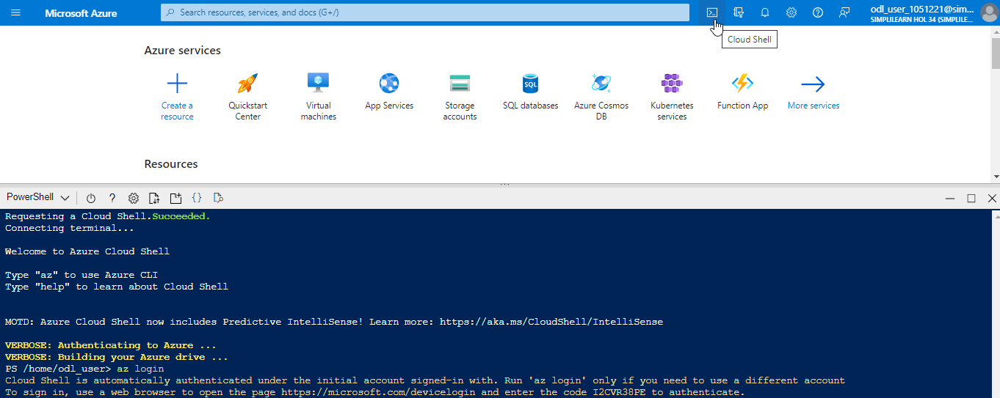 Microsoft Azure
Search resources, services, and docs (G+/)
odl_user_1051221@sim...
SIMPLILEARN HOL 34 (SIMPLILE...
Cloud Shell
Azure services
Create a resource
Quickstart Center
Virtual machines
App Services
Storage accounts
SQL
SQL databases
Azure Cosmos DB
Kubernetes services
Function App
More services
Resources
PowerShell
Requesting a Cloud Shell.Succeeded.
Connecting terminal...
Welcome to Azure Cloud Shell
Type "az" to use Azure CLI
Type "help" to learn about Cloud Shell
MOTD: Azure Cloud Shell now includes Predictive IntelliSense! Learn more: https://aka.ms/CloudShell/IntelliSense
VERBOSE: Authenticating to Azure ...
VERBOSE: Building your Azure drive ...
PS /home/odl_user> az login
Cloud Shell is automatically authenticated under the initial account signed-in with. Run 'az login' only if you need to use a different account
To sign in, use a web browser to open the page https://microsoft.com/devicelogin and enter the code I2CVR38PE to authenticate.